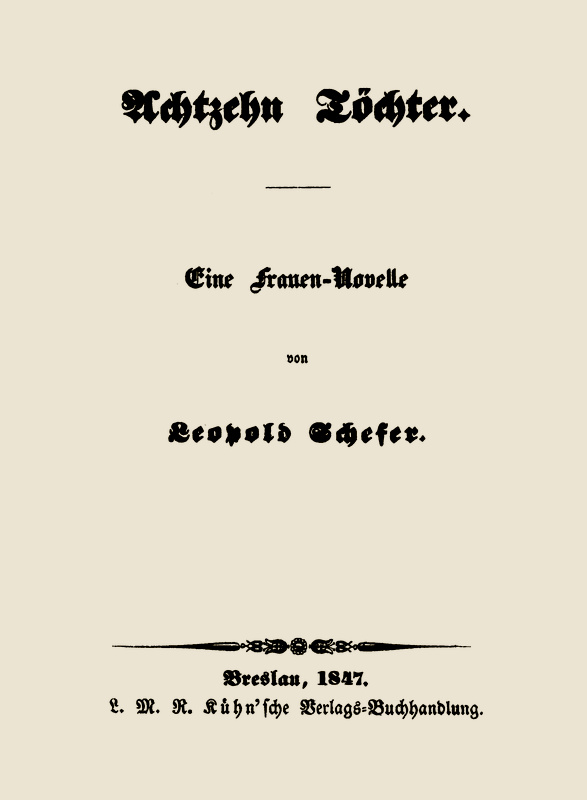 Achtzehn Töchter.
Eine Frauen-Novelle
von
Leopold Schefer.
Breslau, 1847.
L. M. R. Kühn'sche Verlags-Buchhandlung.